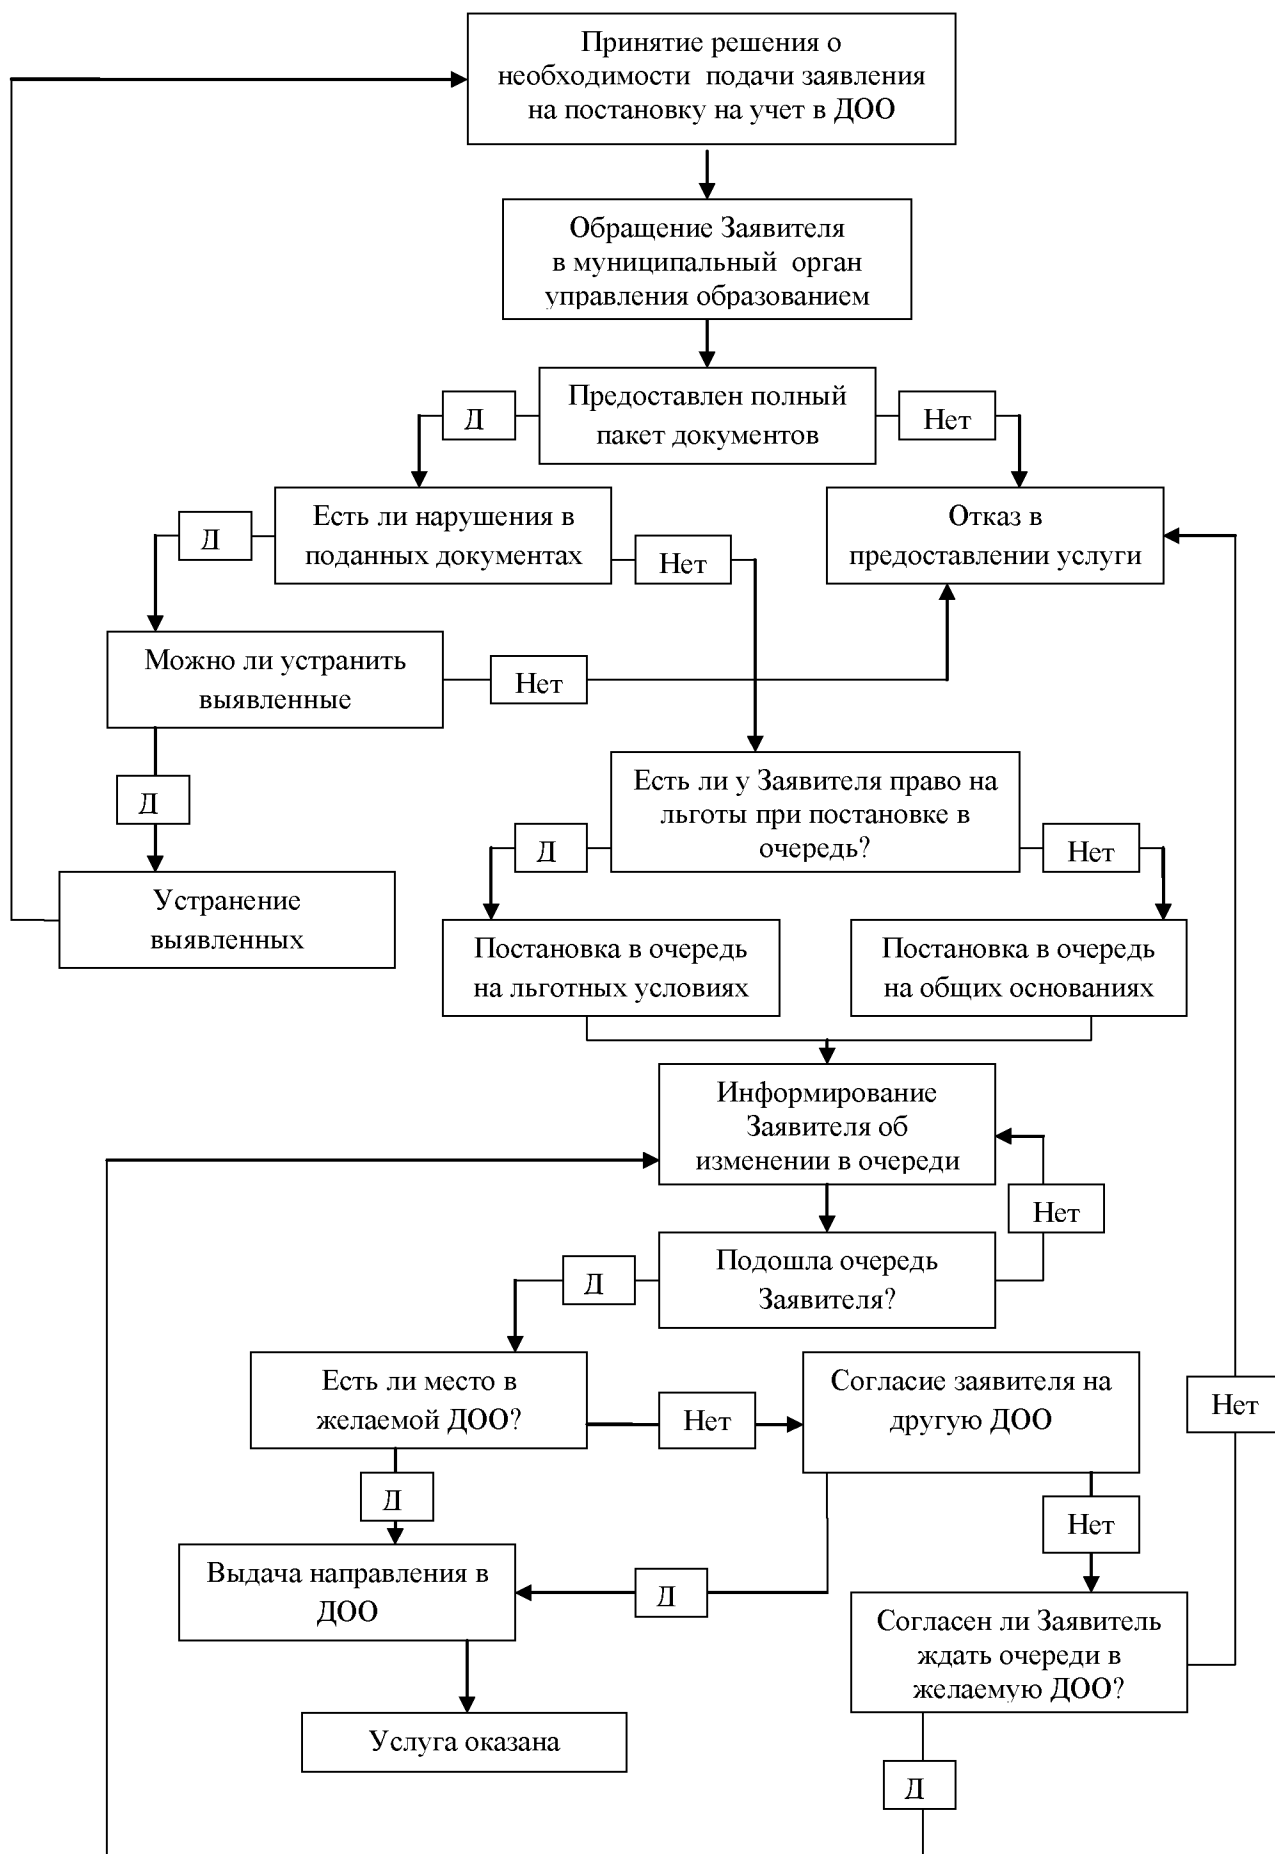 Принятие решения о
необходимости подачи заявления
на постановку на учет в ДОО
Обращение Заявителя
в муниципальный орган
управления образованием
Предоставлен полный
пакет документов
Д
Нет
Есть ли нарушения в
поданных документах
Отказ в
предоставлении услуги
Д
Нет
Можно ли устранить
выявленные
Нет
Д
Есть ли у Заявителя право на
льготы при постановке в
очередь?
Д
Нет
Устранение
выявленных
Постановка в очередь
на льготных условиях
Постановка в очередь
на общих основаниях
Информирование
Заявителя об
изменении в очереди
Нет
Подошла очередь
Заявителя?
Д
Есть ли место в
желаемой ДОО?
Нет
Согласие заявителя на
другую ДОО
Нет
Д
Нет
Выдача направления в
ДОО
Д
Согласен ли Заявитель
ждать очереди в
желаемую ДОО?
Услуга оказана
Д